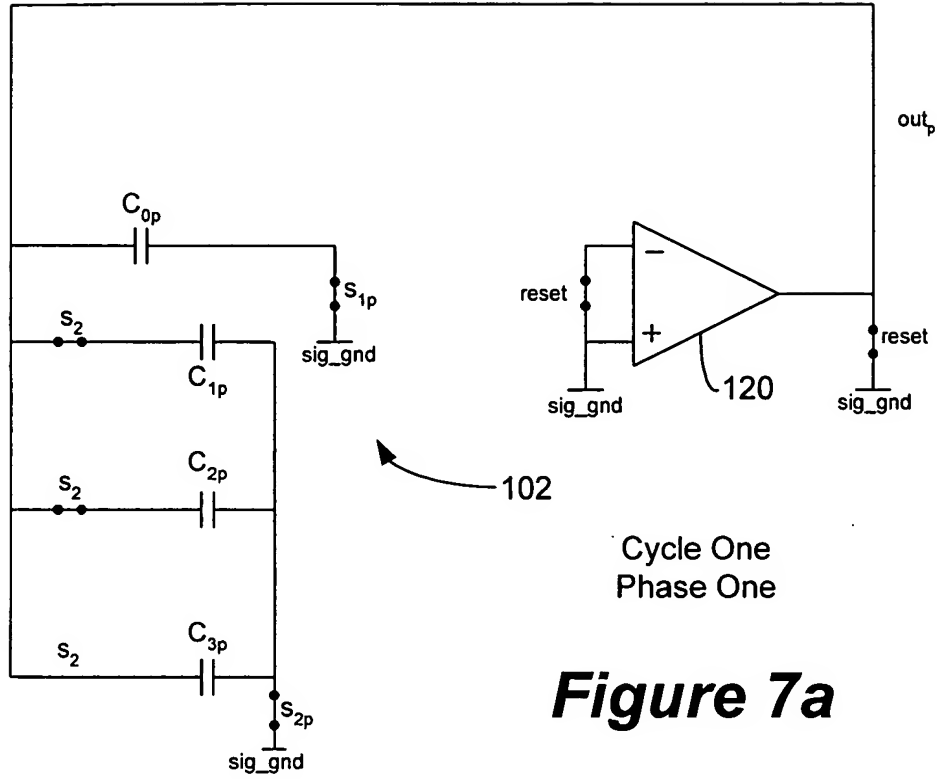 out_p
C_0p
reset
−
s_1p
s_2
+
reset
sig_gnd
C_1p
120
sig_gnd
sig_gnd
C_2p
s_2
102
Cycle One
Phase One
C_3p
s_2
s_2p
Figure 7a
sig_gnd